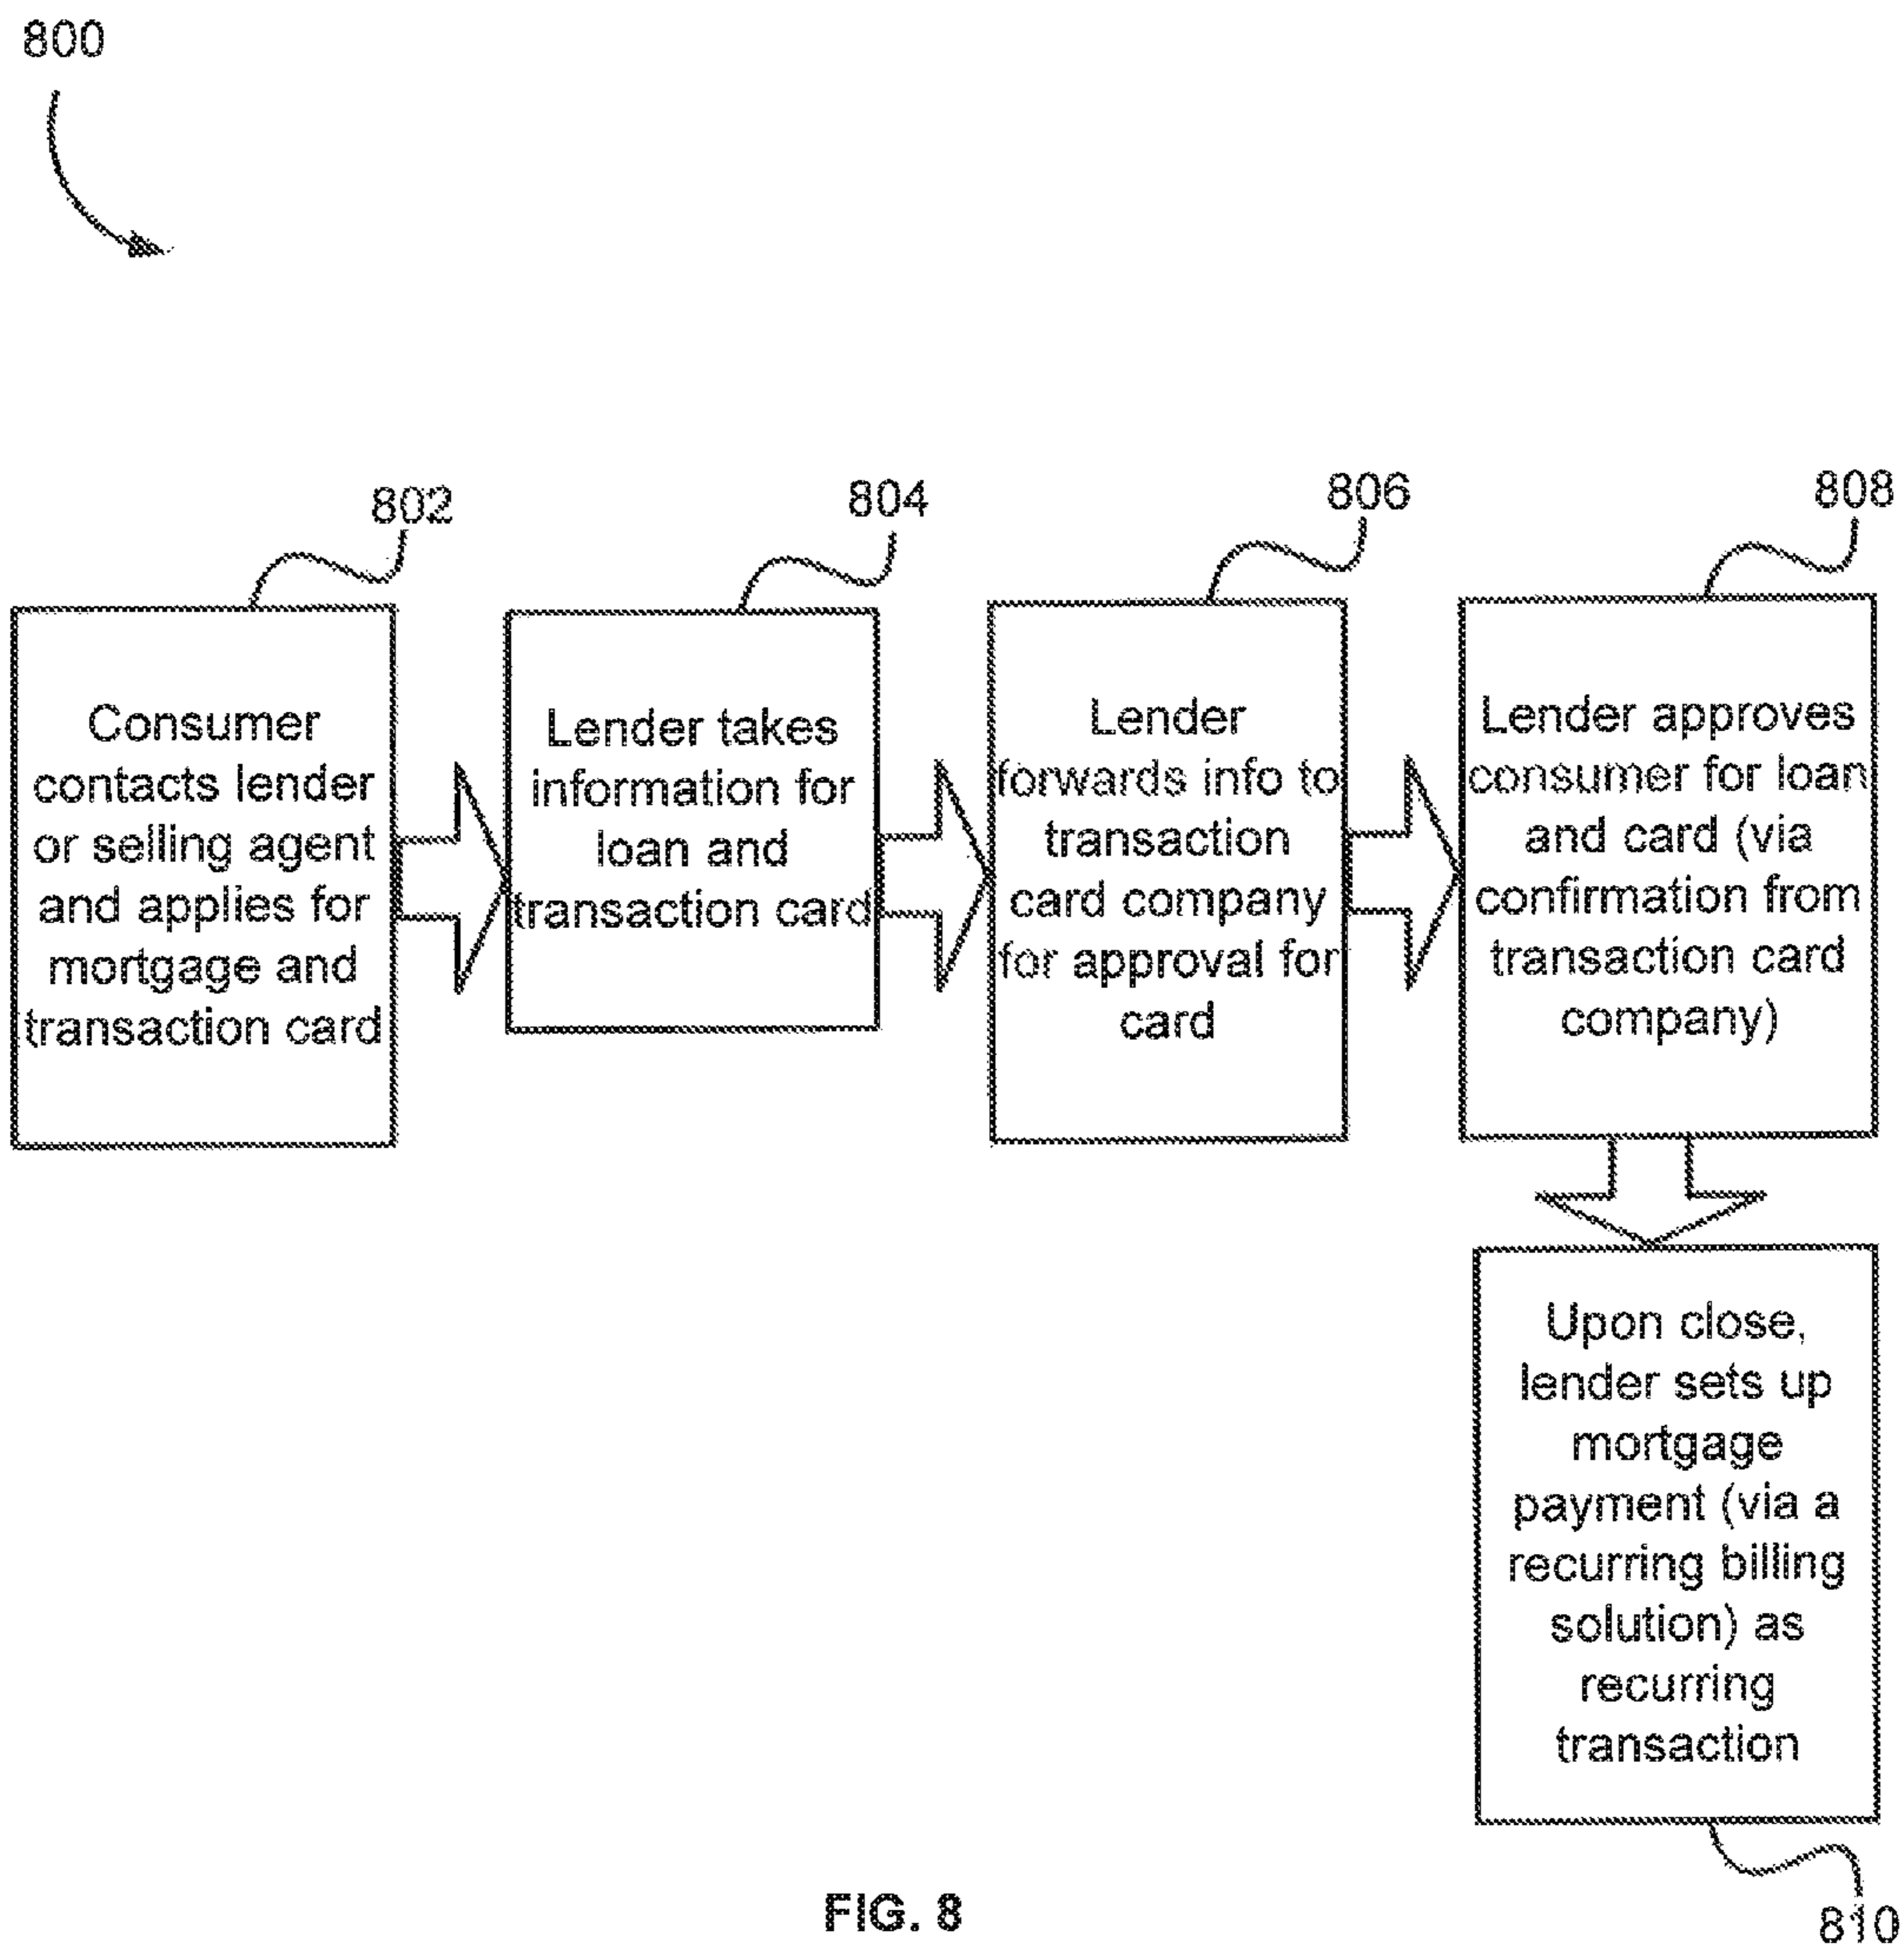 800
802
Consumer
contacts lender
or selling agent
and applies for
mortgage and
transaction card
804
Lender takes
information for
loan and
transaction card
806
Lender
forwards info to
transaction
card company
for approval for
card
808
Lender approves
consumer for loan
and card (via
confirmation from
transaction card
company)
Upon close,
lender sets up
mortgage
payment (via a
recurring billing
solution) as
recurring
transaction
810
FIG. 8